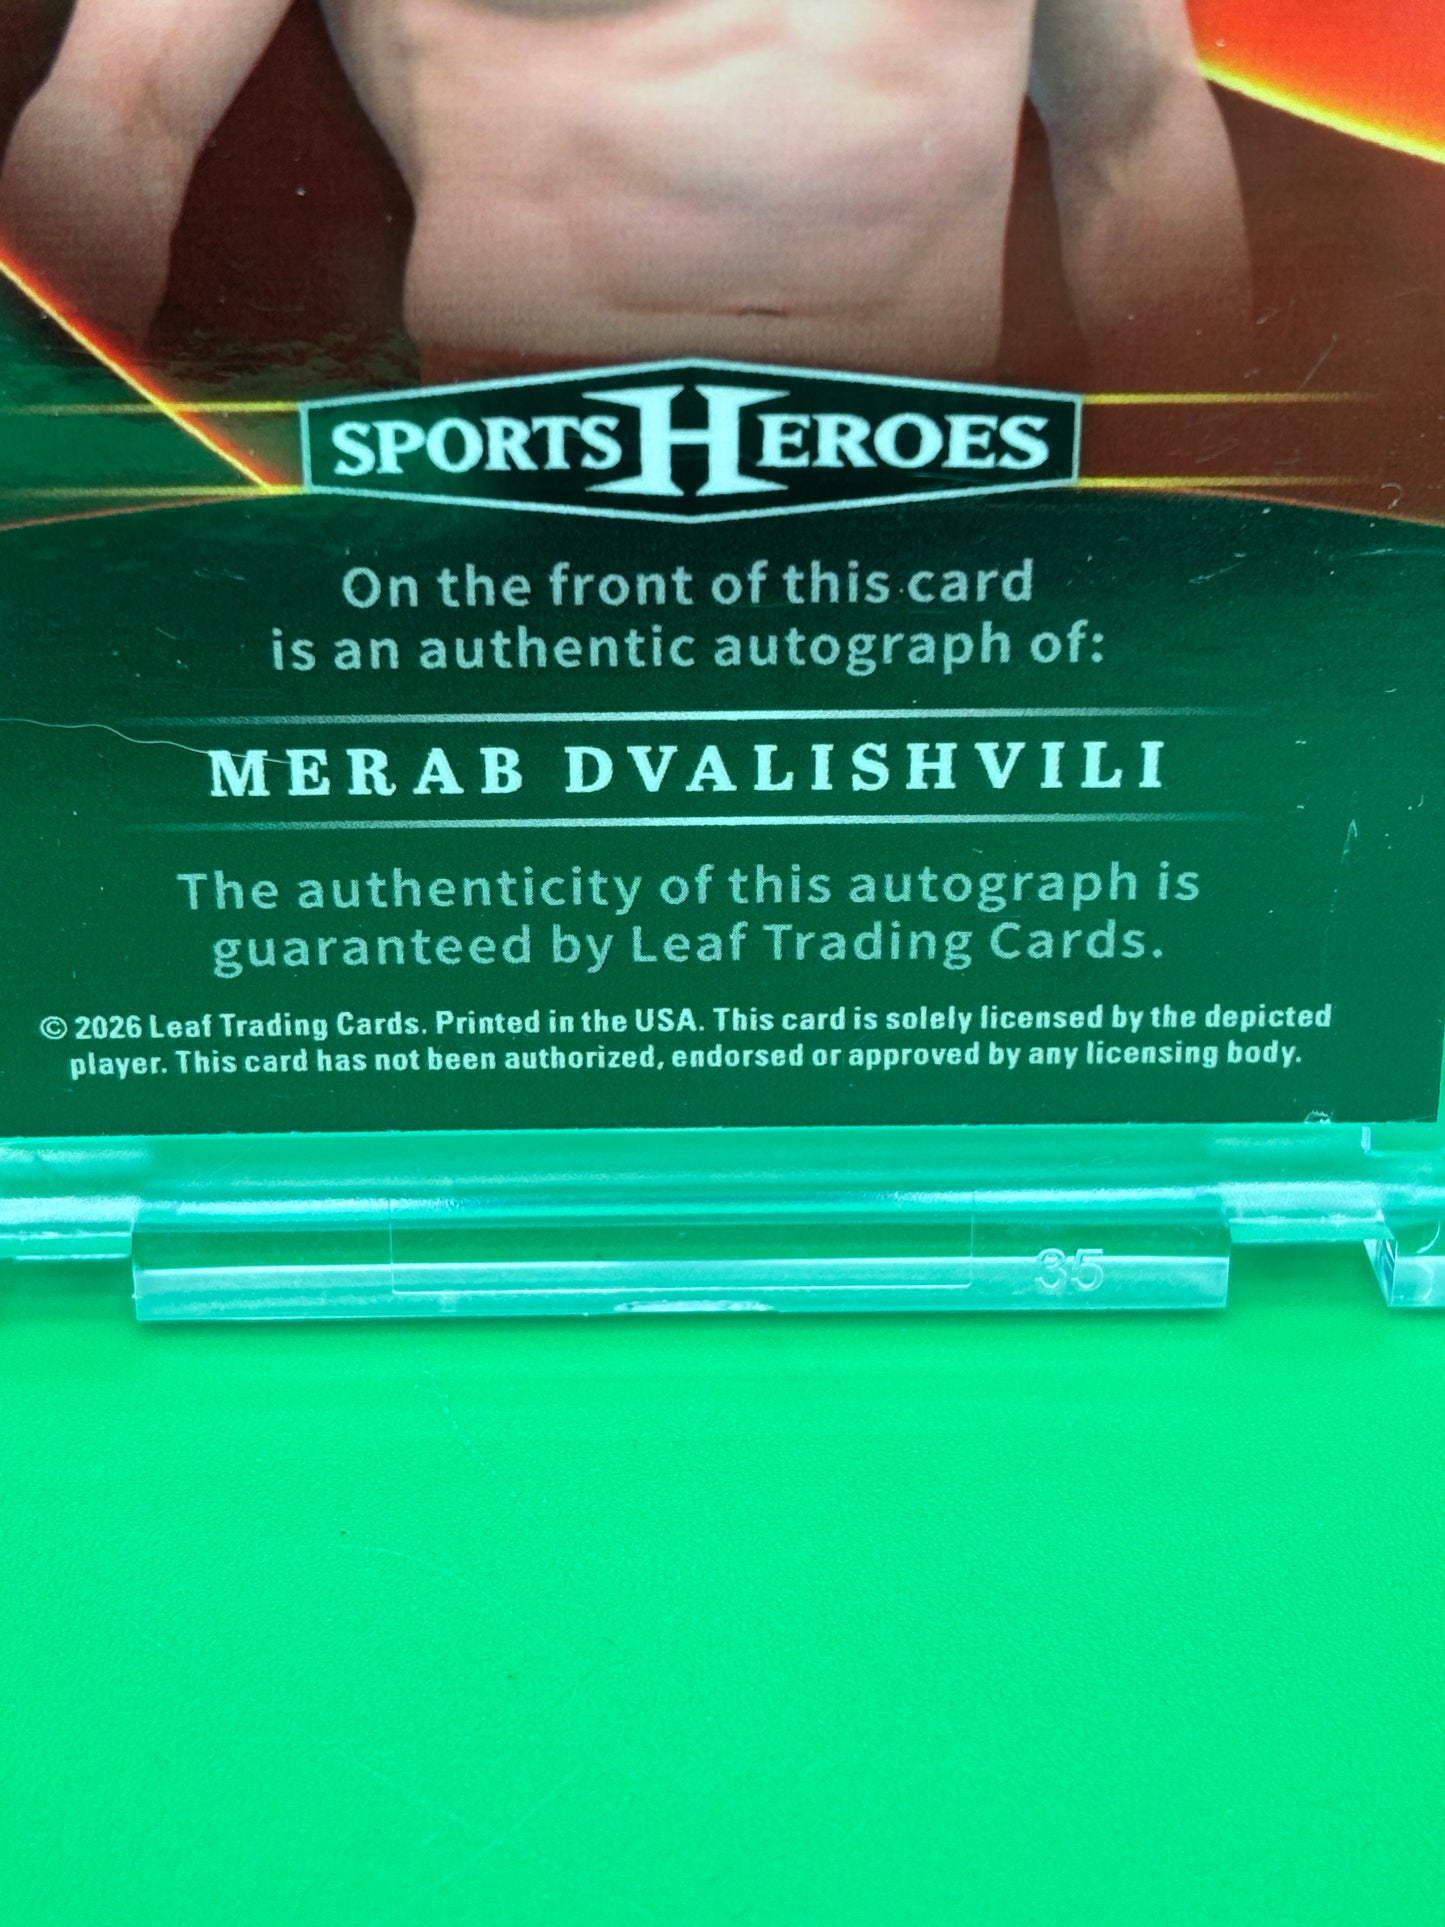 SPORTS HEROES
On the front of this card
is an authentic autograph of:
MERAB DVALISHVILI
The authenticity of this autograph is
guaranteed by Leaf Trading Cards.
© 2026 Leaf Trading Cards. Printed in the USA. This card is solely licensed by the depicted
player. This card has not been authorized, endorsed or approved by any licensing body.
35